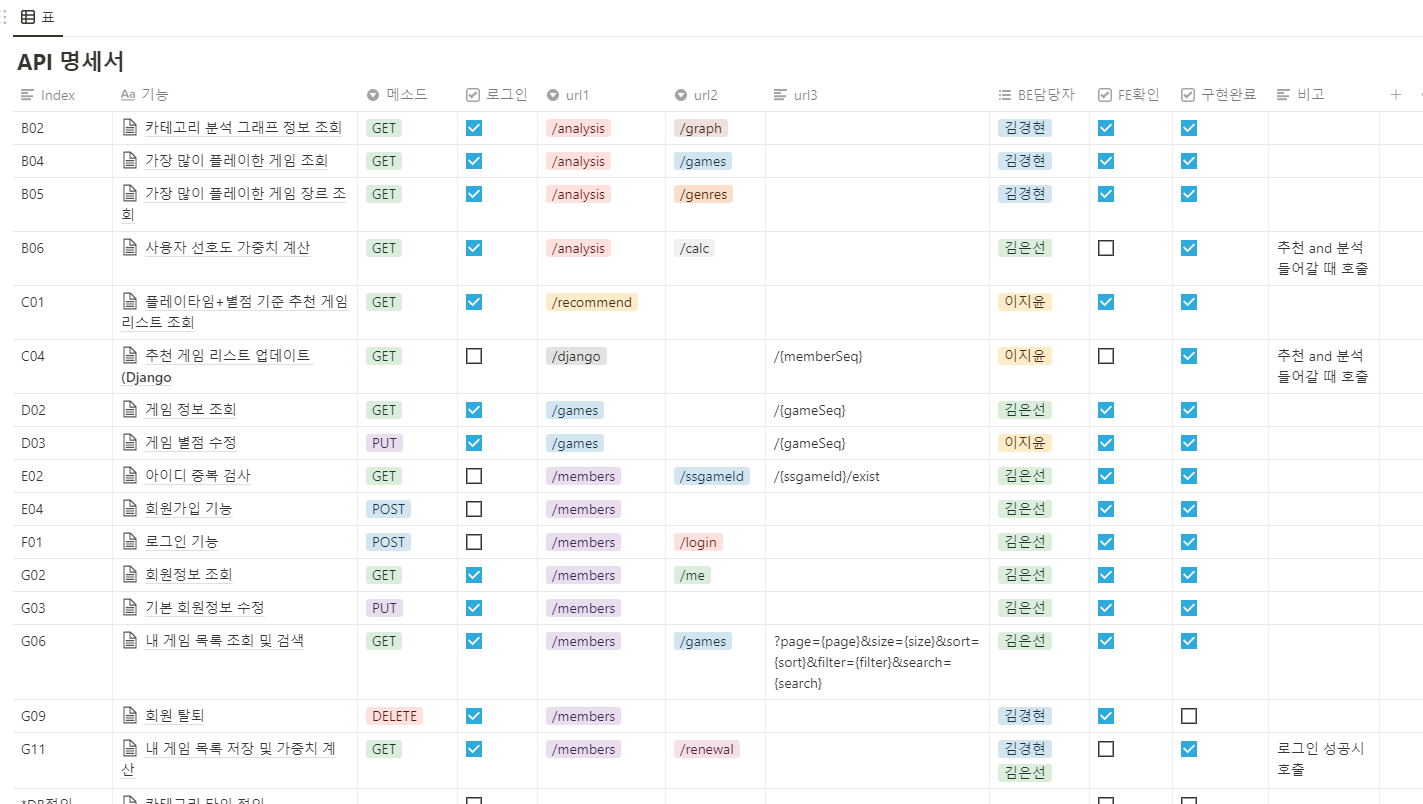 표
API 명세서
Index 기능 메소드 로그인 url1 url2 url3 BE담당자 FE확인 구현완료 비고
B02 카테고리 분석 그래프 정보 조회 GET /analysis /graph 김경현
B04 가장 많이 플레이한 게임 조회 GET /analysis /games 김경현
B05 가장 많이 플레이한 게임 장르 조 GET /analysis /genres 김경현
회
B06 사용자 선호도 가중치 계산 GET /analysis /calc 김은선 추천 and 분석
들어갈 때 호출
C01 플레이타임+별점 기준 추천 게임 GET /recommend 이지윤
리스트 조회
C04 추천 게임 리스트 업데이트 GET /django /{memberSeq} 이지윤 추천 and 분석
(Django 들어갈 때 호출
D02 게임 정보 조회 GET /games /{gameSeq} 김은선
D03 게임 별점 수정 PUT /games /{gameSeq} 이지윤
E02 아이디 중복 검사 GET /members /ssgameId /{ssgameId}/exist 김은선
E04 회원가입 기능 POST /members 김은선
F01 로그인 기능 POST /members /login 김은선
G02 회원정보 조회 GET /members /me 김은선
G03 기본 회원정보 수정 PUT /members 김은선
G06 내 게임 목록 조회 및 검색 GET /members /games ?page={page}&size={size}&sort= 김은선
{sort}&filter={filter}&search=
{search}
G09 회원 탈퇴 DELETE /members 김경현
G11 내 게임 목록 저장 및 가중치 계 GET /members /renewal 김경현 로그인 성공시
산 김은선 호출